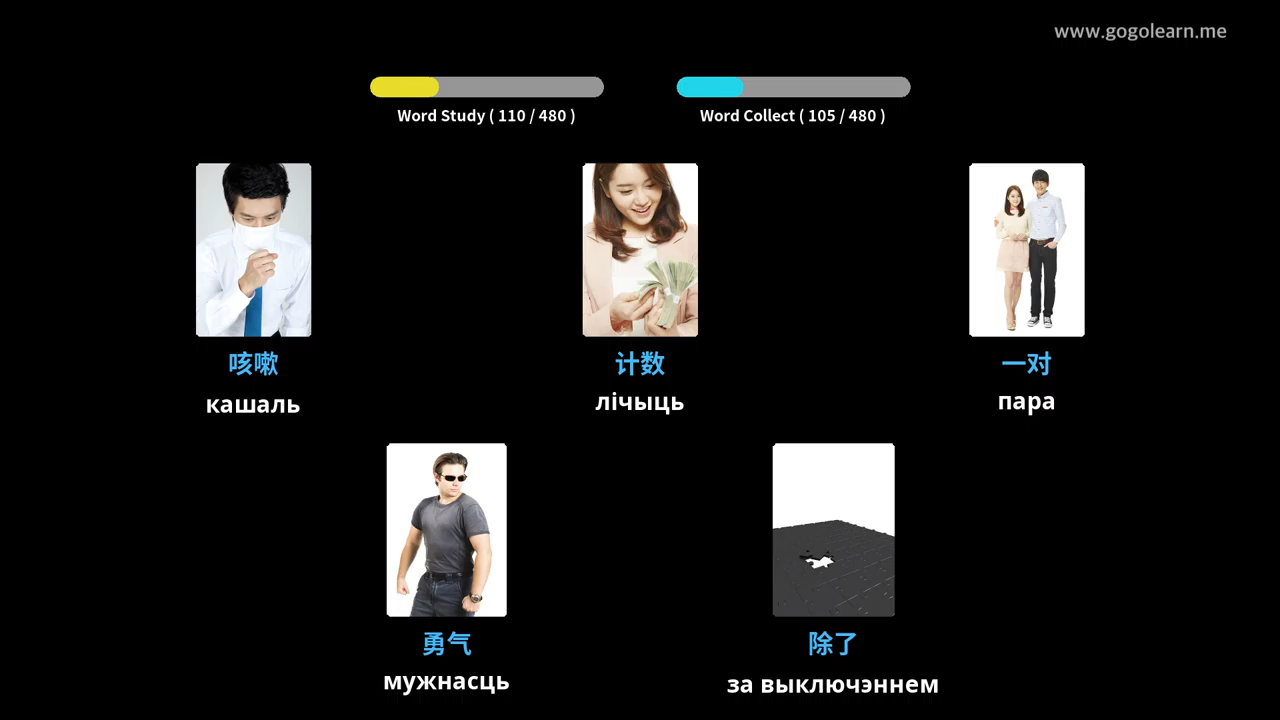 www.gogolearn.me
Word Study ( 110 / 480 )
Word Collect ( 105 / 480 )
咳嗽
计数
一对
кашаль
лічыць
пара
勇气
除了
мужнасць
за выключэннем